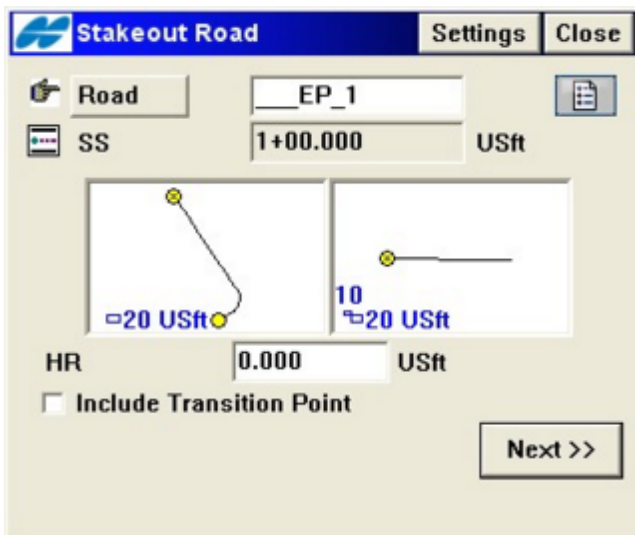 Stakeout Road Settings Close
Road ___EP_1
SS 1+00.000 USft
20 USft
10
20 USft
HR 0.000 USft
Include Transition Point
Next >>